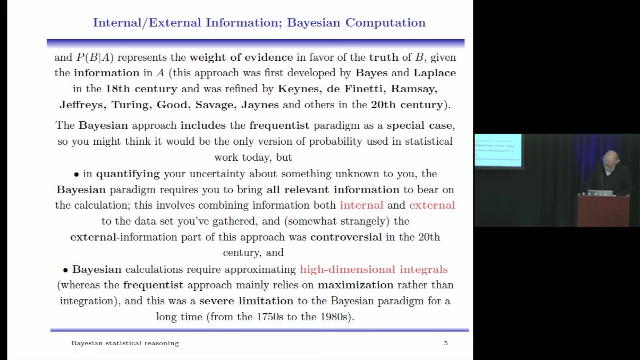 Internal/External Information; Bayesian Computation
and P(B|A) represents the weight of evidence in favor of the truth of B, given
the information in A (this approach was first developed by Bayes and Laplace
in the 18th century and was refined by Keynes, de Finetti, Ramsay,
Jeffreys, Turing, Good, Savage, Jaynes and others in the 20th century).
The Bayesian approach includes the frequentist paradigm as a special case,
so you might think it would be the only version of probability used in statistical
work today, but
• in quantifying your uncertainty about something unknown to you, the
Bayesian paradigm requires you to bring all relevant information to bear on
the calculation; this involves combining information both internal and external
to the data set you've gathered, and (somewhat strangely) the
external-information part of this approach was controversial in the 20th
century, and
• Bayesian calculations require approximating high-dimensional integrals
(whereas the frequentist approach mainly relies on maximization rather than
integration), and this was a severe limitation to the Bayesian paradigm for a
long time (from the 1750s to the 1980s).
Bayesian statistical reasoning 5